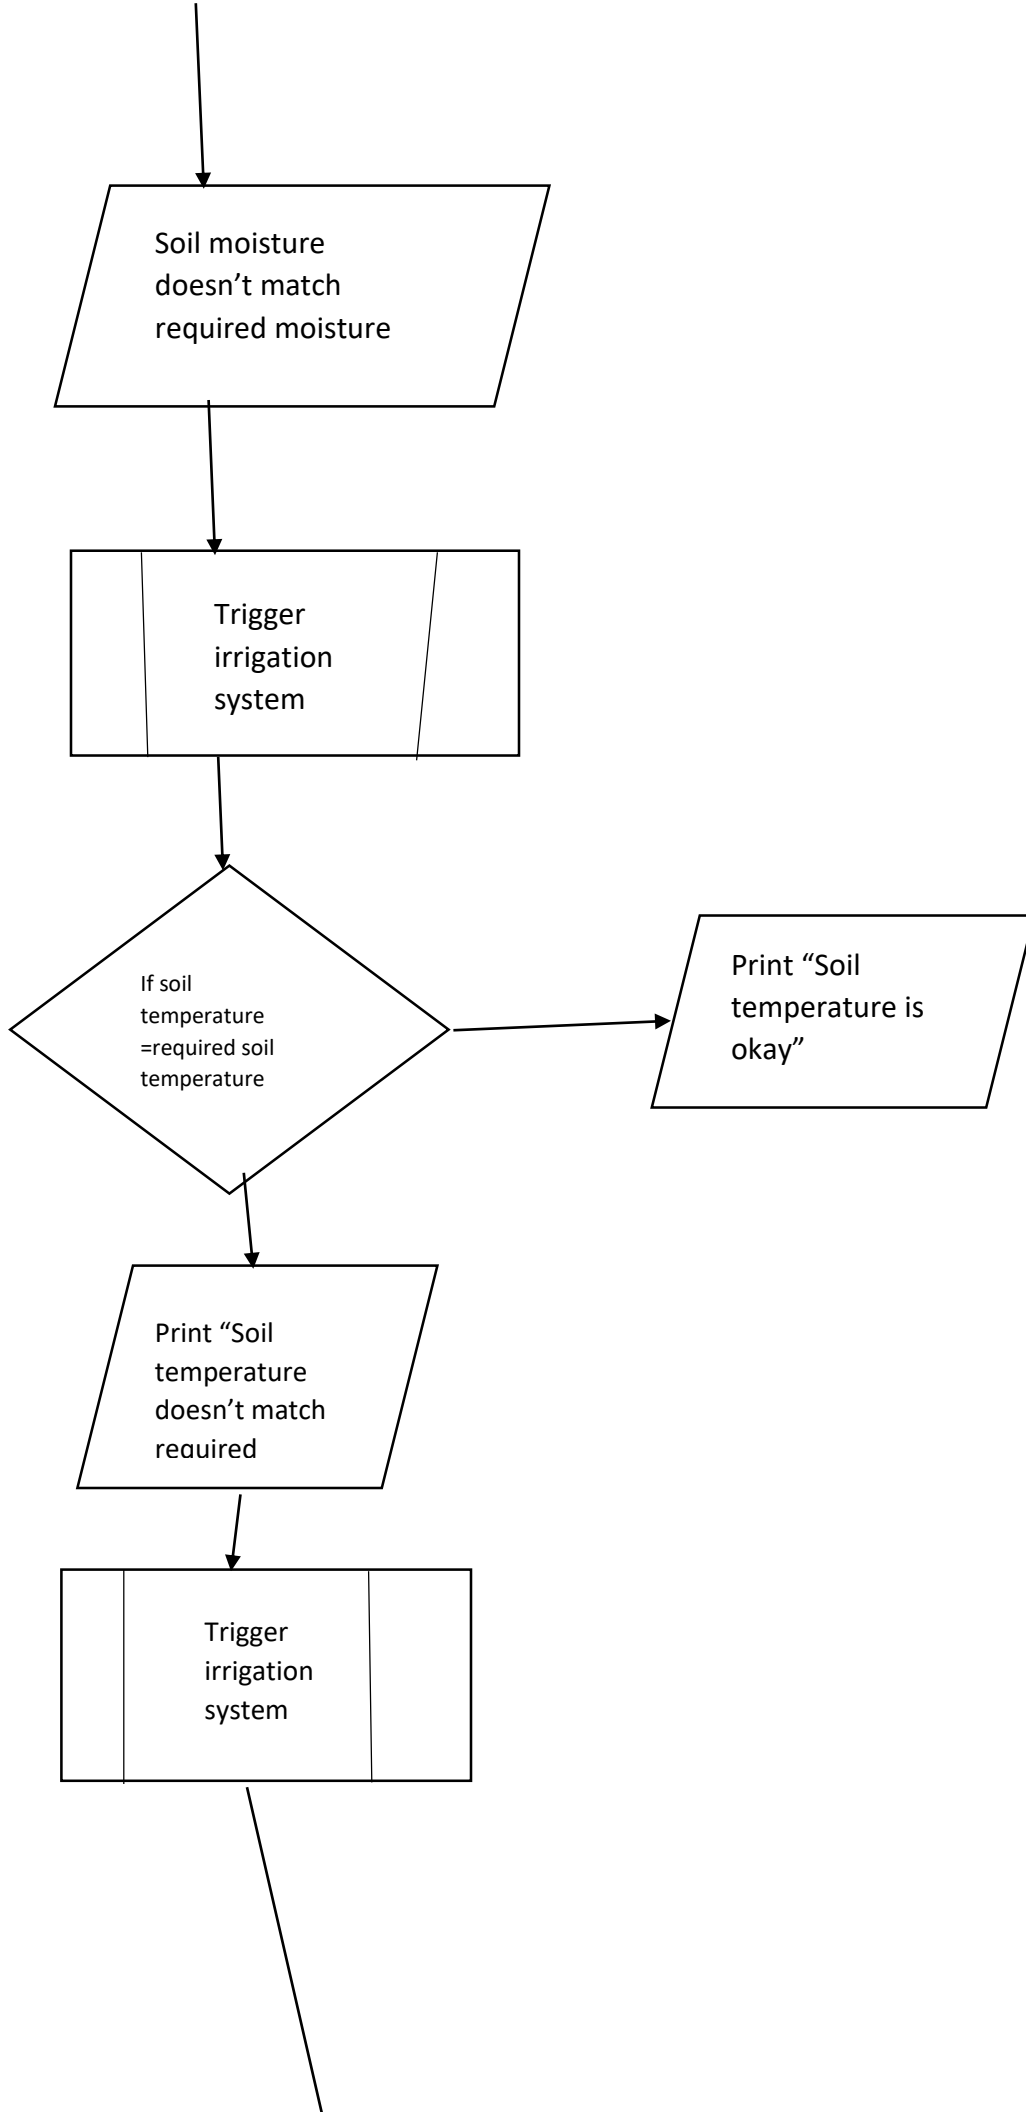 Soil moisture
doesn’t match
required moisture
Trigger
irrigation
system
If soil
temperature
=required soil
temperature
Print “Soil
temperature is
okay”
Print “Soil
temperature
doesn’t match
required
Trigger
irrigation
system